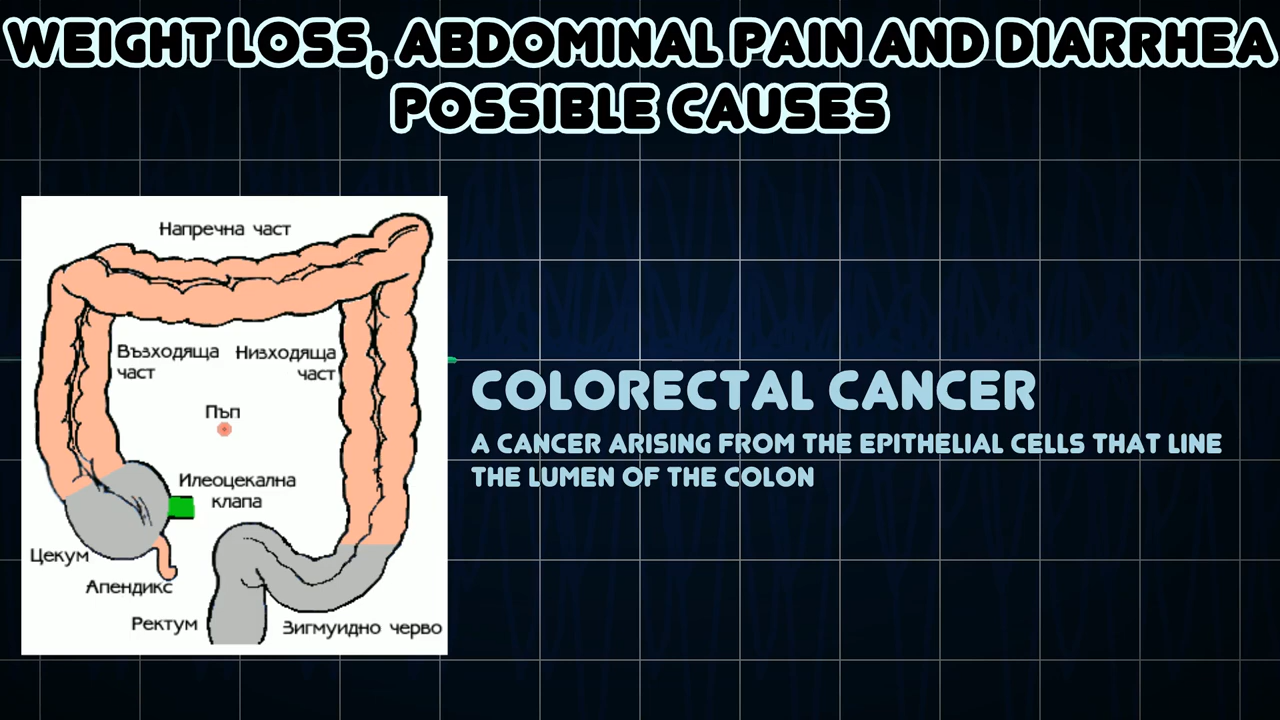 WEIGHT LOSS, ABDOMINAL PAIN AND DIARRHEA
POSSIBLE CAUSES
Напречна част
Възходяща
част
Низходяща
част
Пъп
Илеоцекална
клапа
Цекум
Апендикс
Ректум
Зигмуидно черво
COLORECTAL CANCER
A CANCER ARISING FROM THE EPITHELIAL CELLS THAT LINE
THE LUMEN OF THE COLON